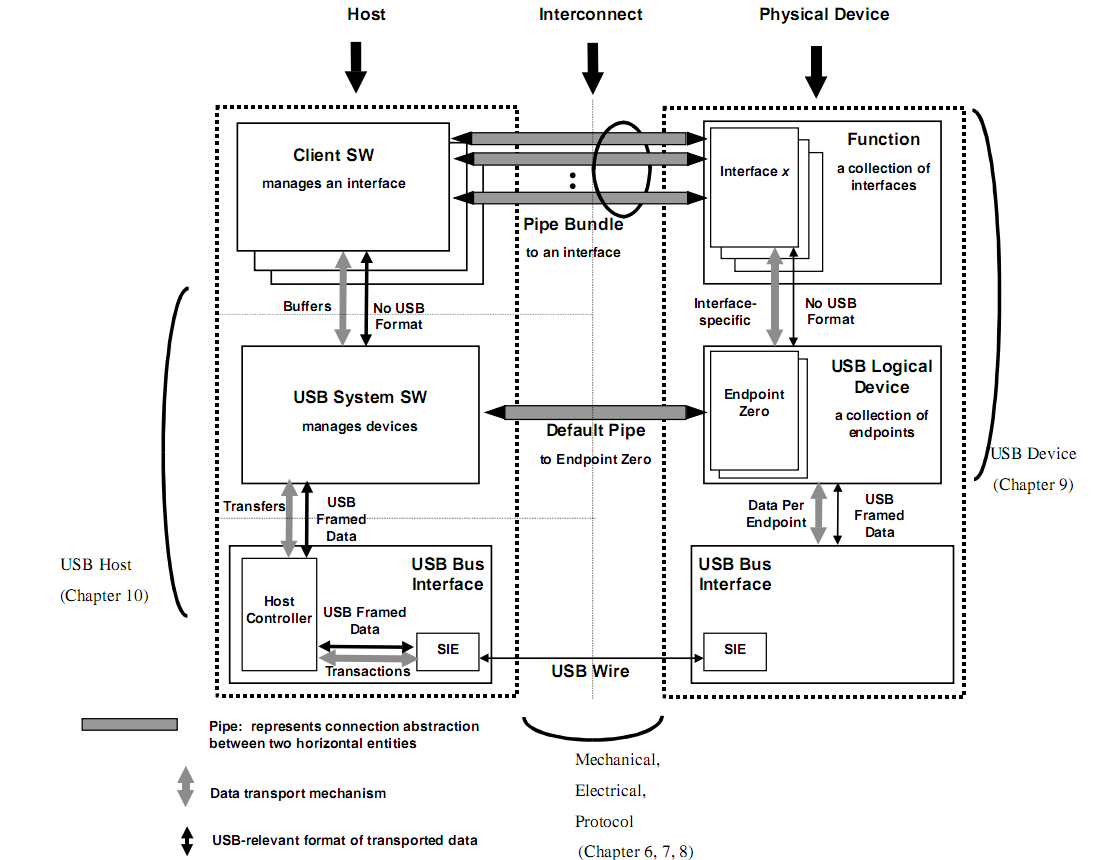 Host
Interconnect
Physical Device
Client SW
manages an interface
Interface x
Function
a collection of
interfaces
Pipe Bundle
to an interface
Buffers
No USB
Format
Interface-
specific
No USB
Format
USB System SW
manages devices
Default Pipe
to Endpoint Zero
Endpoint
Zero
USB Logical
Device
a collection of
endpoints
USB Device
(Chapter 9)
Transfers
USB
Framed
Data
Data Per
Endpoint
USB
Framed
Data
USB Host
(Chapter 10)
USB Bus
Interface
Host
Controller
USB Framed
Data
Transactions
SIE
USB Wire
USB Bus
Interface
SIE
Pipe: represents connection abstraction
between two horizontal entities
Data transport mechanism
USB-relevant format of transported data
Mechanical,
Electrical,
Protocol
(Chapter 6, 7, 8)